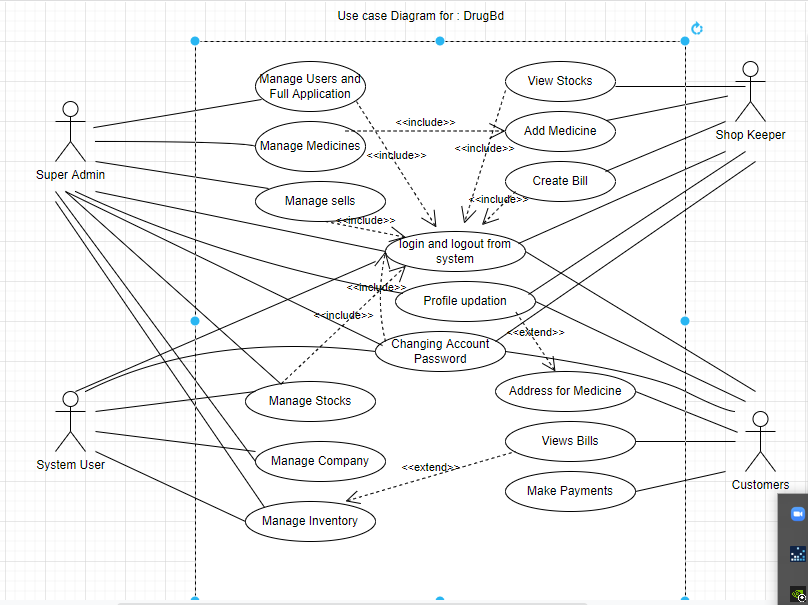 Use case Diagram for : DrugBd
Manage Users and
Full Application
View Stocks
<<include>>
Add Medicine
Shop Keeper
Manage Medicines
<<include>>
<<include>>
Super Admin
Create Bill
Manage sells
<<include>>
<<include>>
login and logout from
system
<<include>>
Profile updation
<<include>>
<<extend>>
Changing Account
Password
Address for Medicine
Manage Stocks
Views Bills
System User
Manage Company
<<extend>>
Customers
Make Payments
Manage Inventory